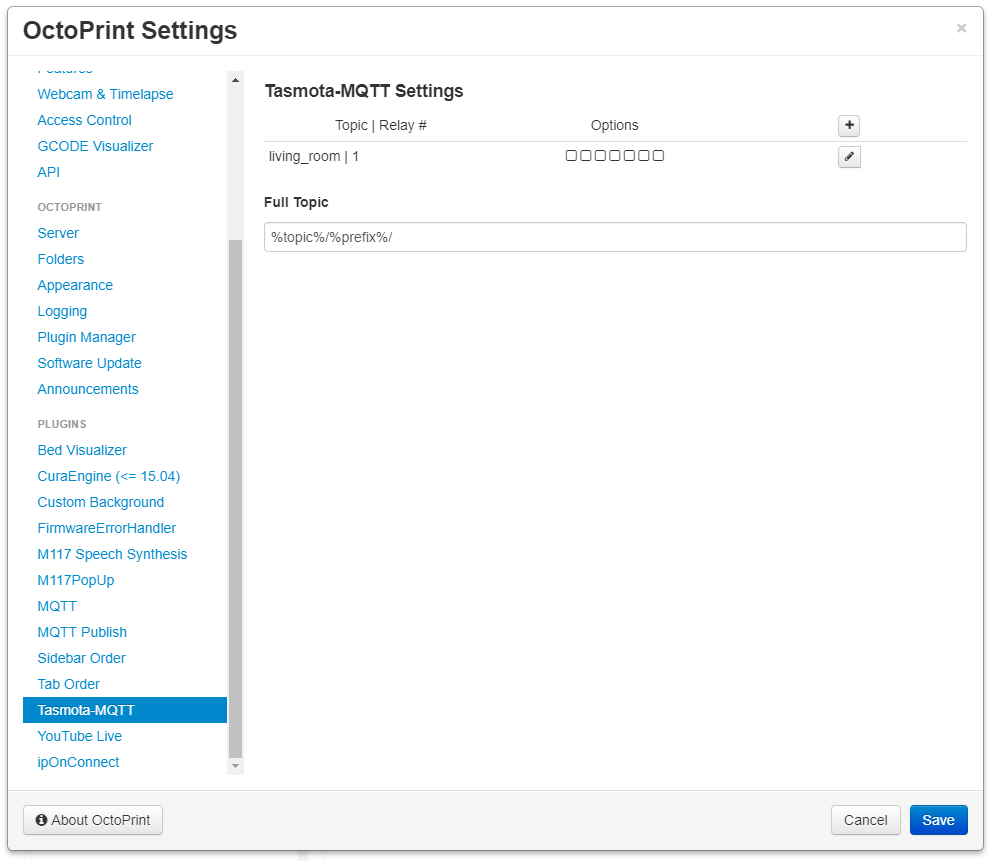 OctoPrint Settings
×
Features
Webcam & Timelapse
Access Control
GCODE Visualizer
API
OCTOPRINT
Server
Folders
Appearance
Logging
Plugin Manager
Software Update
Announcements
PLUGINS
Bed Visualizer
CuraEngine (<= 15.04)
Custom Background
FirmwareErrorHandler
M117 Speech Synthesis
M117PopUp
MQTT
MQTT Publish
Sidebar Order
Tab Order
Tasmota-MQTT
YouTube Live
ipOnConnect
Tasmota-MQTT Settings
Topic | Relay # Options
living_room | 1
Full Topic
%topic%/%prefix%/
About OctoPrint Cancel Save